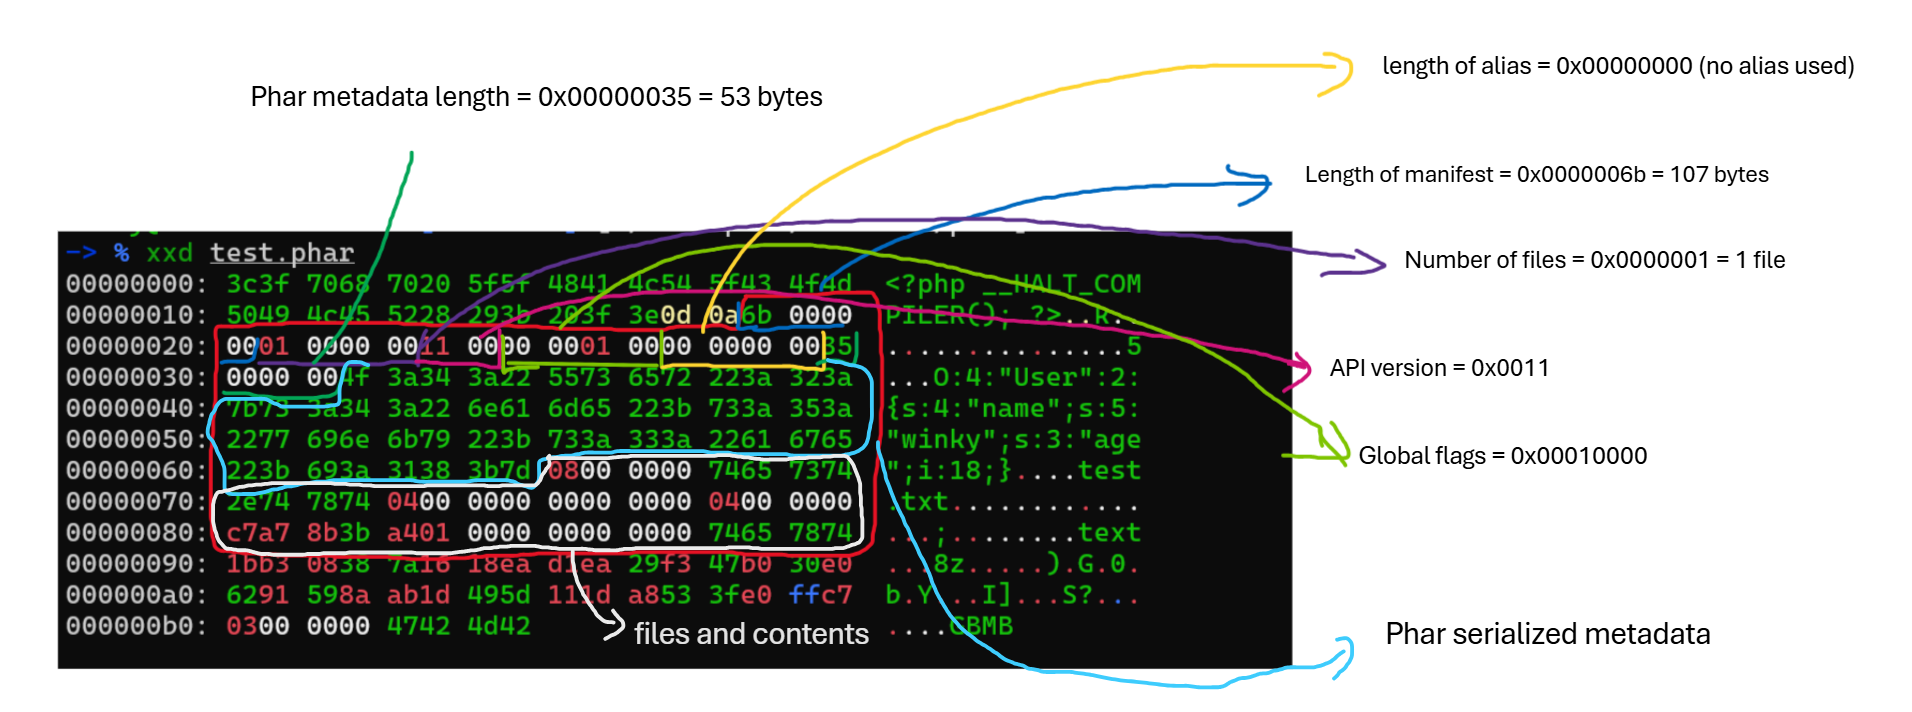 length of alias = 0x00000000 (no alias used)
Phar metadata length = 0x00000035 = 53 bytes
Length of manifest = 0x0000006b = 107 bytes
Number of files = 0x0000001 = 1 file
API version = 0x0011
Global flags = 0x00010000
-> % xxd test.phar
00000000: 3c3f 7068 7020 5f5f 4841 4c54 5f43 4f4d <?php __HALT_COM
00000010: 5049 4c45 5228 293b 203f 3e0d 0a6b 0000 PILER(); ?>..k..
00000020: 0001 0000 0011 0000 0000 0001 0000 0000 0035 ...............5
00000030: 0000 004f 3a34 3a22 5573 6572 223a 323a ...O:4:"User":2:
00000040: 7b73 3a34 3a22 6e61 6d65 223b 733a 353a {s:4:"name";s:5:
00000050: 2277 696e 6b79 223b 733a 333a 2261 6765 "winky";s:3:"age
00000060: 223b 693a 3138 3b7d 0800 0000 7465 7374 ";i:18;}....test
00000070: 2e74 7874 0400 0000 0000 0000 0400 0000 .txt............
00000080: c7a7 8b3b a401 0000 0000 0000 7465 7874 ...;........text
00000090: 1bb3 0838 7a16 18ea d1ea 29f3 47b0 30e0 ...8z.....).G.0.
000000a0: 6291 598a ab1d 495d 111d a853 3fe0 ffc7 b.Y...I]...S?...
000000b0: 0300 0000 4742 4d42 ....GBMB
files and contents
Phar serialized metadata